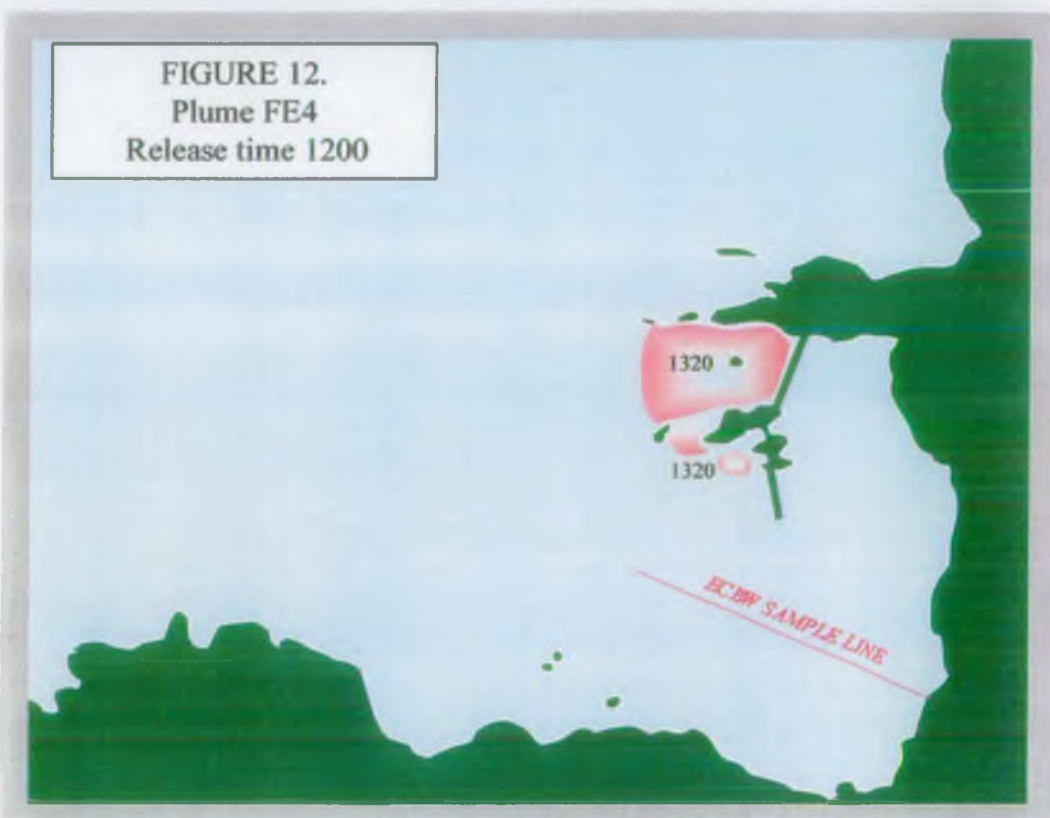 FIGURE 12.
Plume FE4
Release time 1200
1320
1320
ECBW SAMPLE LINE